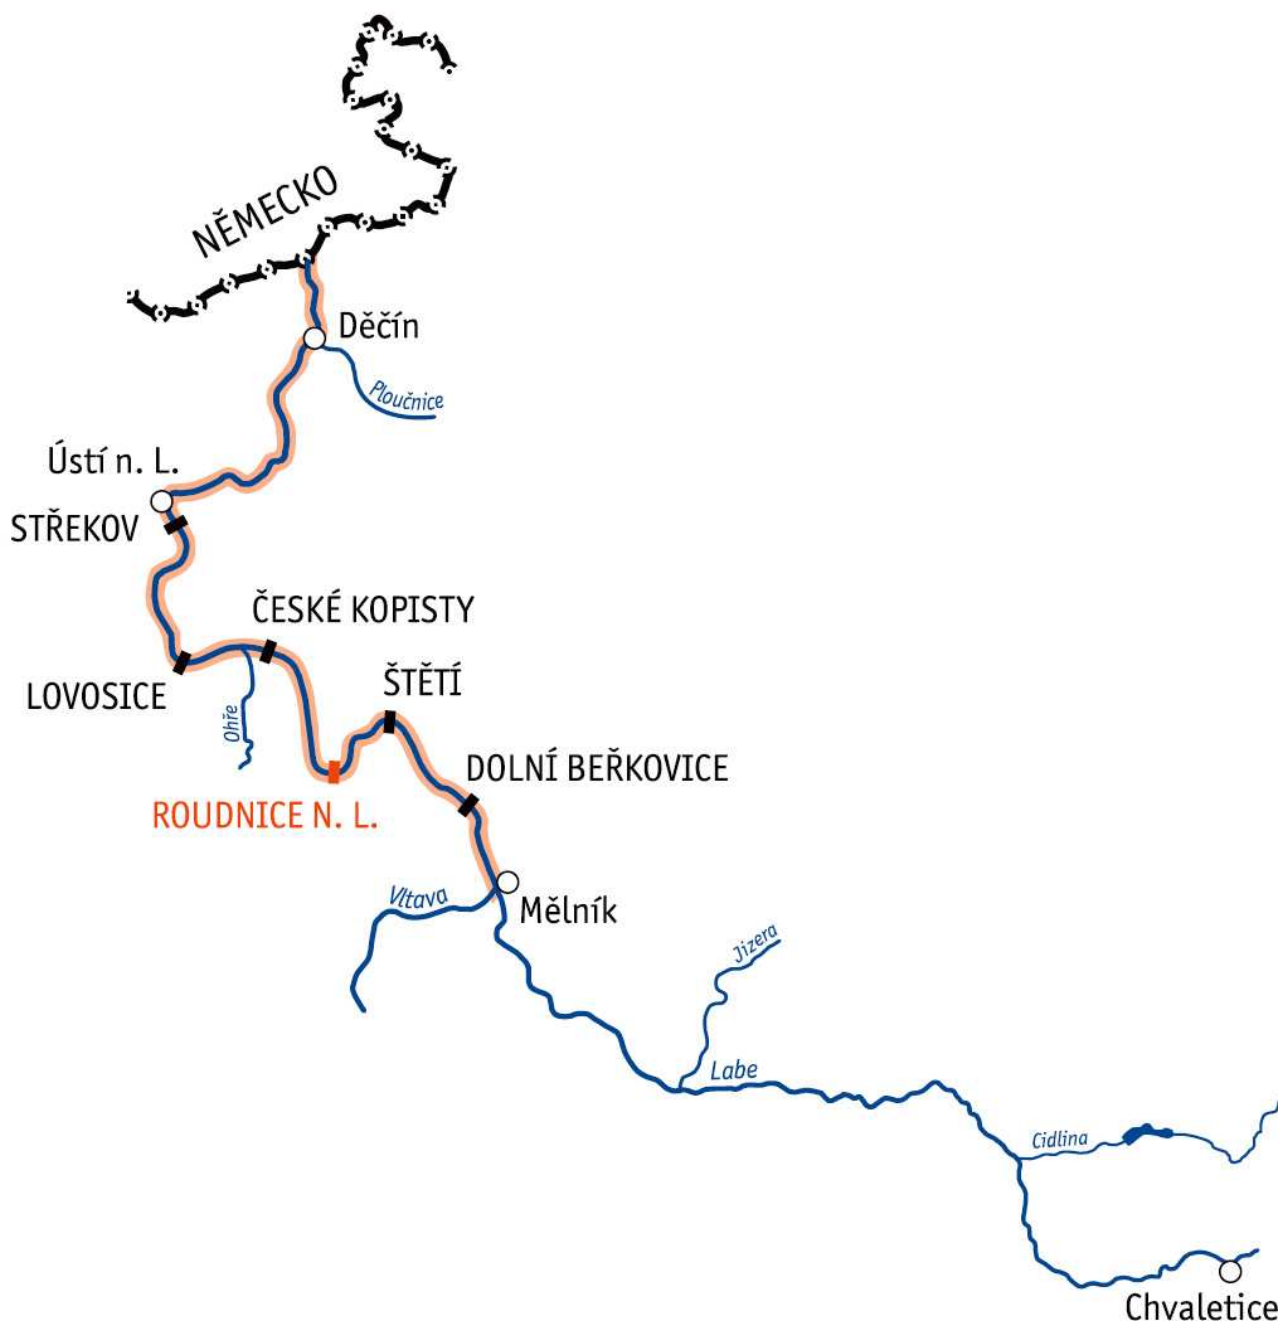 NĚMECKO
Děčín
Ploučnice
Ústí n. L.
STŘEKOV
ČESKÉ KOPISTY
ŠTĚTÍ
LOVOSICE
Ohře
DOLNÍ BEŘKOVICE
ROUDNICE N. L.
Vltava
Mělník
Jizera
Labe
Cidlina
Chvaletice